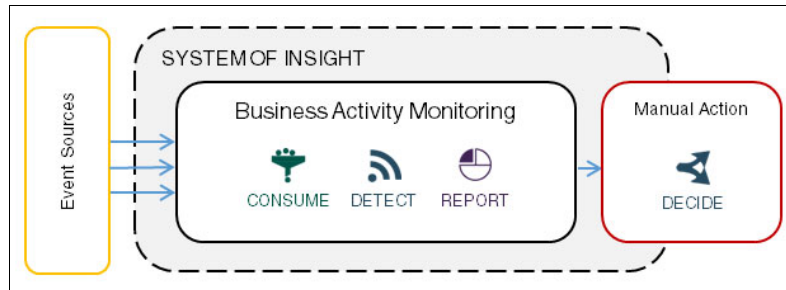 Event Sources
SYSTEM OF INSIGHT
Business Activity Monitoring
CONSUME
DETECT
REPORT
Manual Action
DECIDE